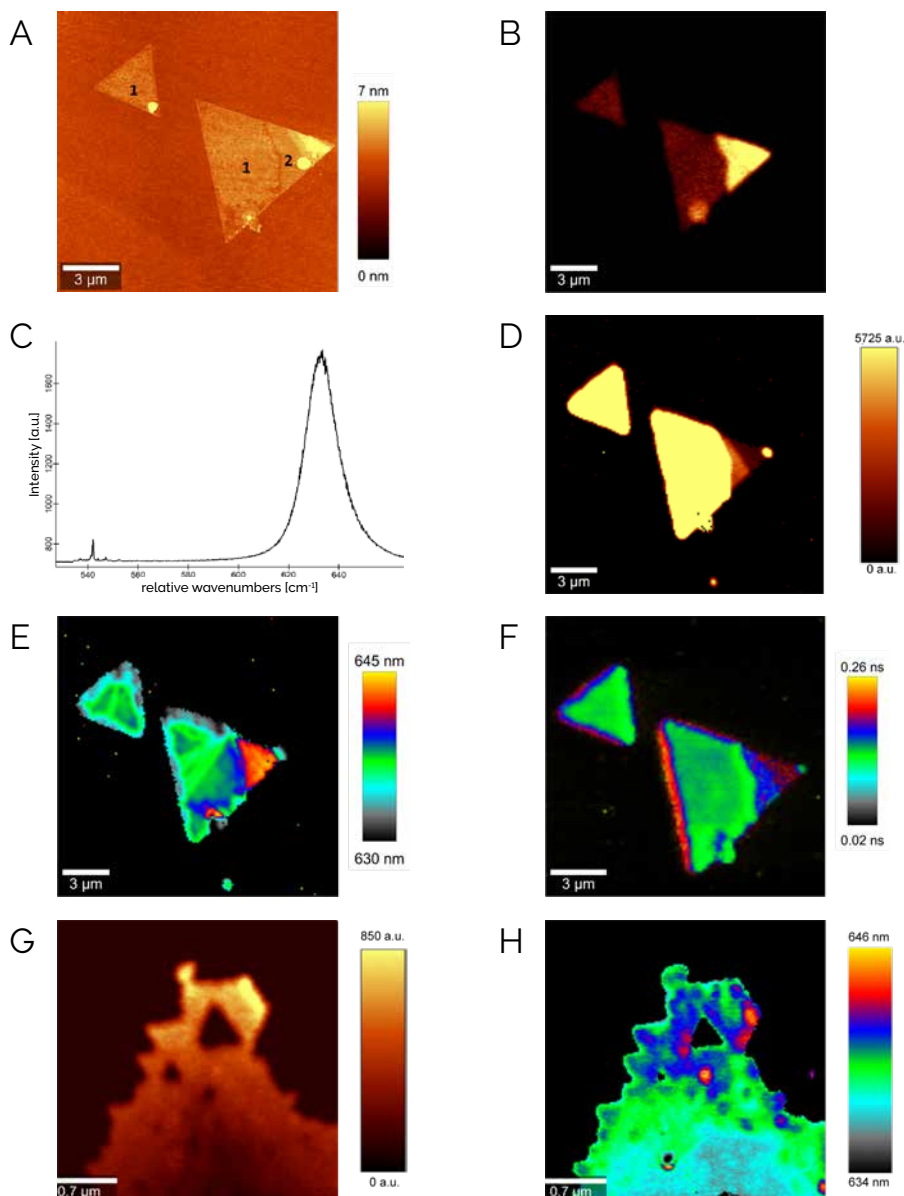 A
1
1
2
3 µm
7 nm
0 nm
B
3 µm
C
Intensity [a.u.]
1600
1400
1200
1000
800
540
560
580
600
620
640
relative wavenumbers [cm⁻¹]
D
3 µm
5725 a.u.
0 a.u.
E
3 µm
645 nm
630 nm
F
3 µm
0.26 ns
0.02 ns
G
0.7 µm
850 a.u.
0 a.u.
H
0.7 µm
646 nm
634 nm